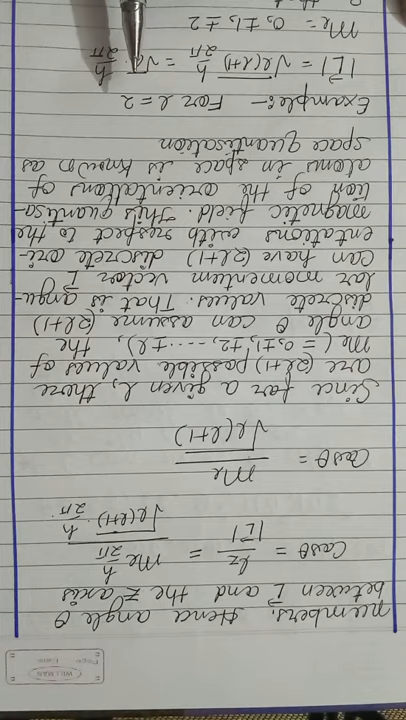 WILLMAN
numbers. Hence angle θ
between L⃗ and the z axis
Cosθ = Lz / |L⃗| = Mℓ h/2π / √ℓ(ℓ+1) · h/2π
Cosθ = Mℓ / √ℓ(ℓ+1)
Since for a given ℓ, there
are (2ℓ+1) possible values of
Mℓ (= 0, ±1, ±2, ---- ±ℓ), the
angle θ can assume (2ℓ+1)
discrete values. That is angu-
lar momentum vector L⃗
can have (2ℓ+1) discrete ori-
entations with respect to the
magnetic field. This quantisa-
tion of the orientations of
atoms in space is known as
space quantisation
Example:- For ℓ = 2
|L⃗| = √ℓ(ℓ+1) h/2π = √ h/2π
Mℓ = 0, ±1, ±2